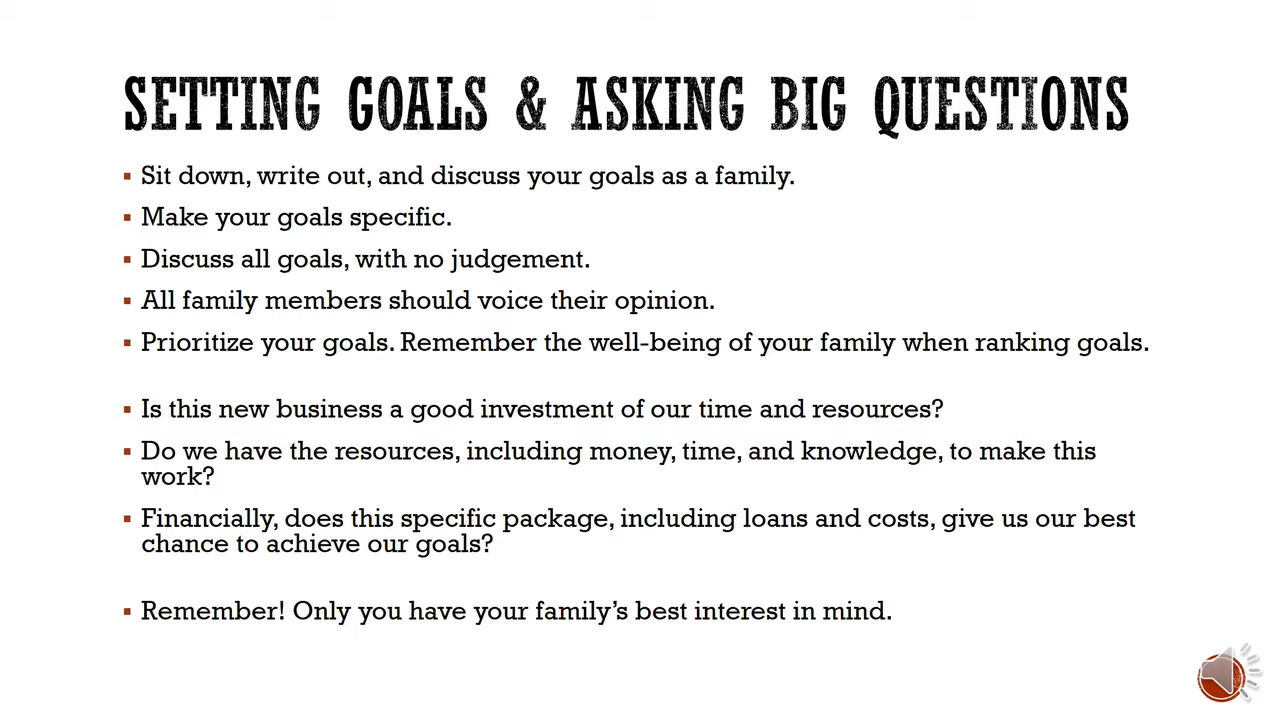 SETTING GOALS & ASKING BIG QUESTIONS
▪ Sit down, write out, and discuss your goals as a family.
▪ Make your goals specific.
▪ Discuss all goals, with no judgement.
▪ All family members should voice their opinion.
▪ Prioritize your goals. Remember the well-being of your family when ranking goals.
▪ Is this new business a good investment of our time and resources?
▪ Do we have the resources, including money, time, and knowledge, to make this
work?
▪ Financially, does this specific package, including loans and costs, give us our best
chance to achieve our goals?
▪ Remember! Only you have your family’s best interest in mind.